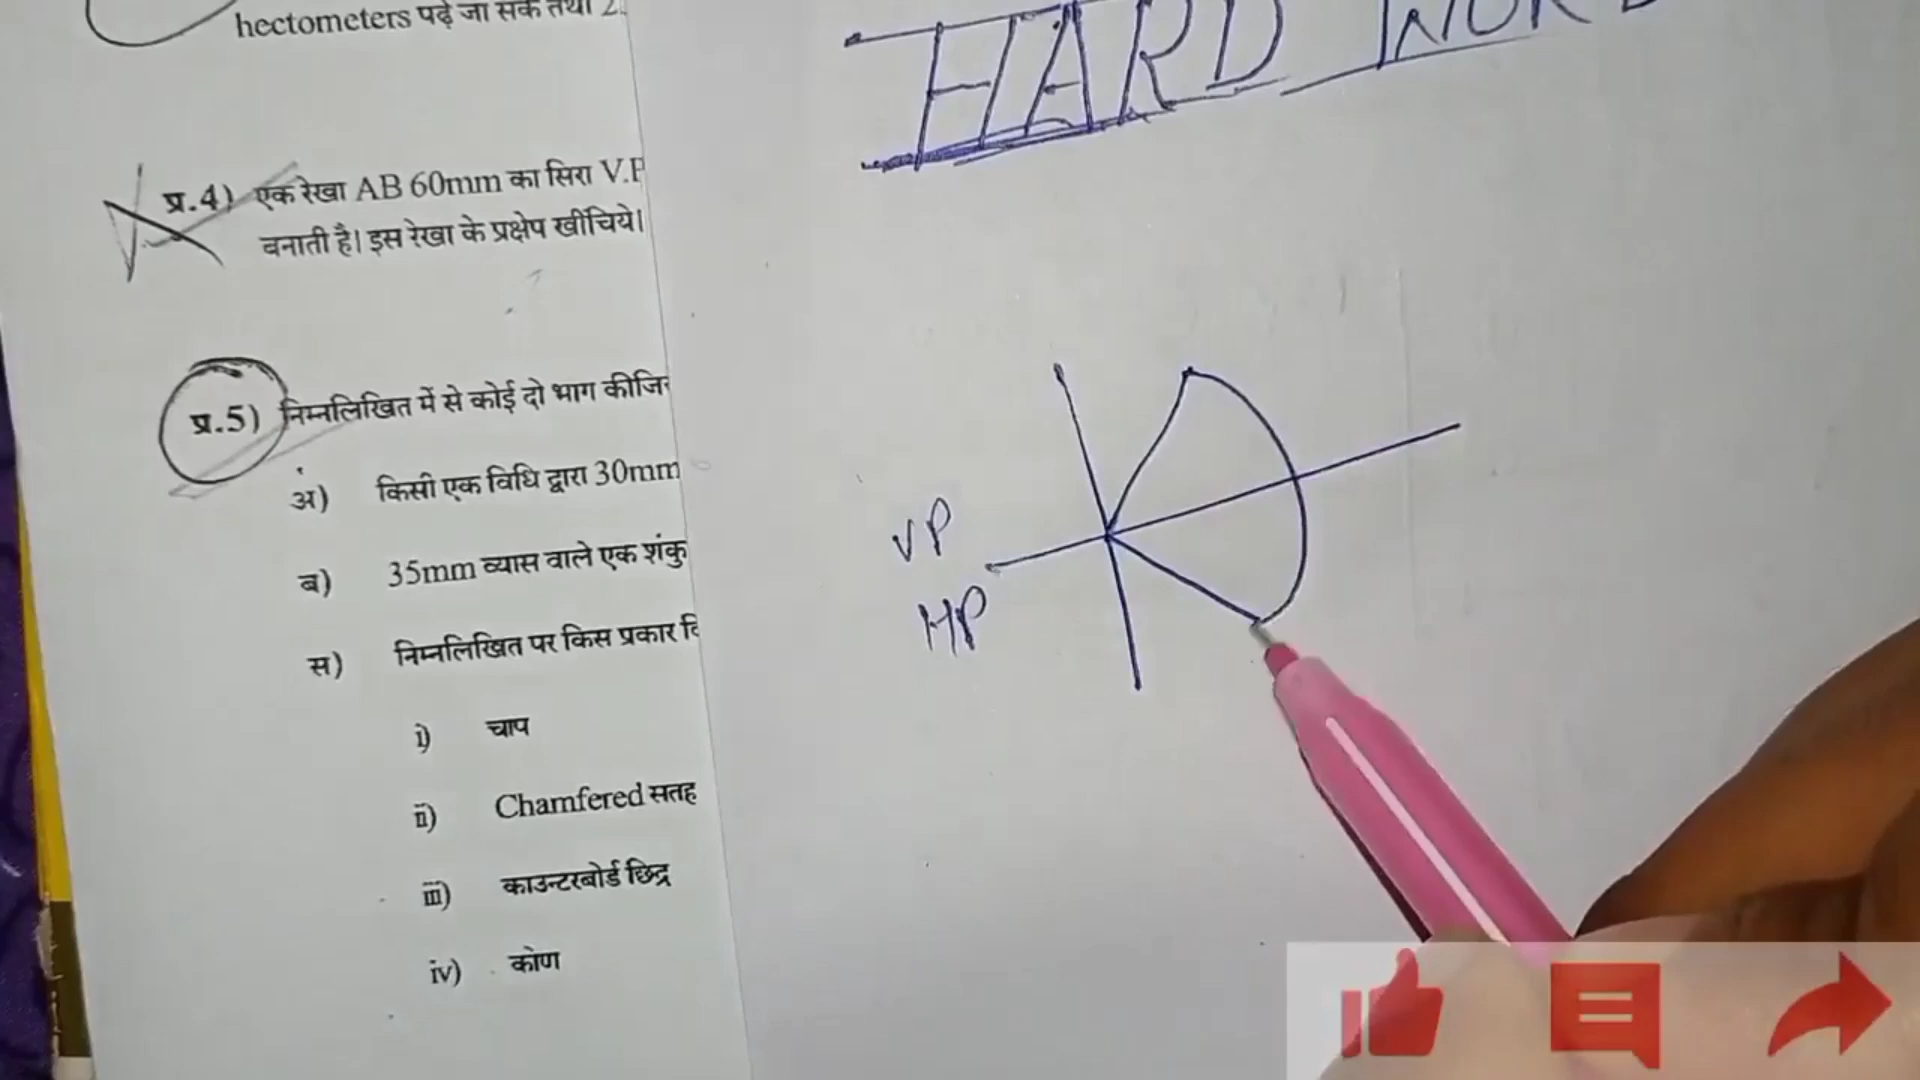 hectometers पढ़े जा सकें तथा 2
प्र.4) एक रेखा AB 60mm का सिरा V.P
बनाती है। इस रेखा के प्रक्षेप खींचिये।
प्र.5) निम्नलिखित में से कोई दो भाग
अ) किसी एक विधि द्वारा 30mm
ब) 35mm व्यास वाले एक शंकु
स) निम्नलिखित पर किस प्रकार
i) चाप
ii) Chamfered सतह
iii) काउन्टरबोर्ड छिद्र
iv) कोण
HARD
VP
HP